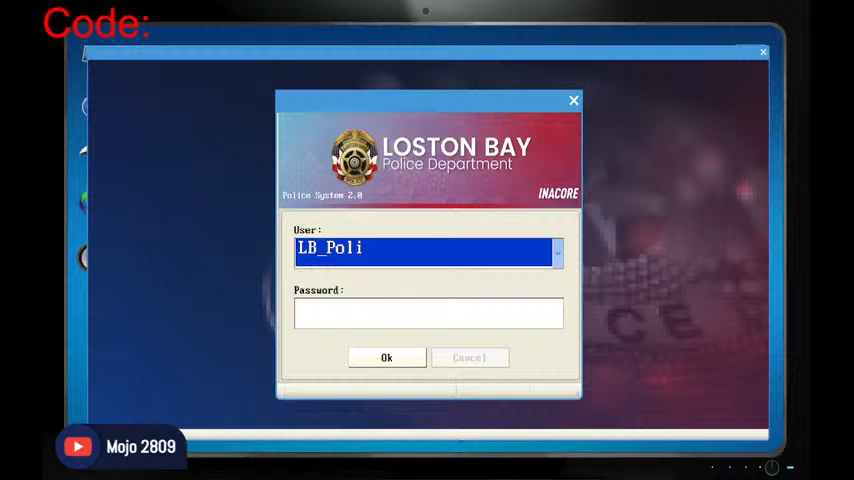 Code:
LOSTON BAY
Police Department
Police System 2.0
INACORE
User:
LB_Poli
Password:
Ok
Cancel
Mojo 2809